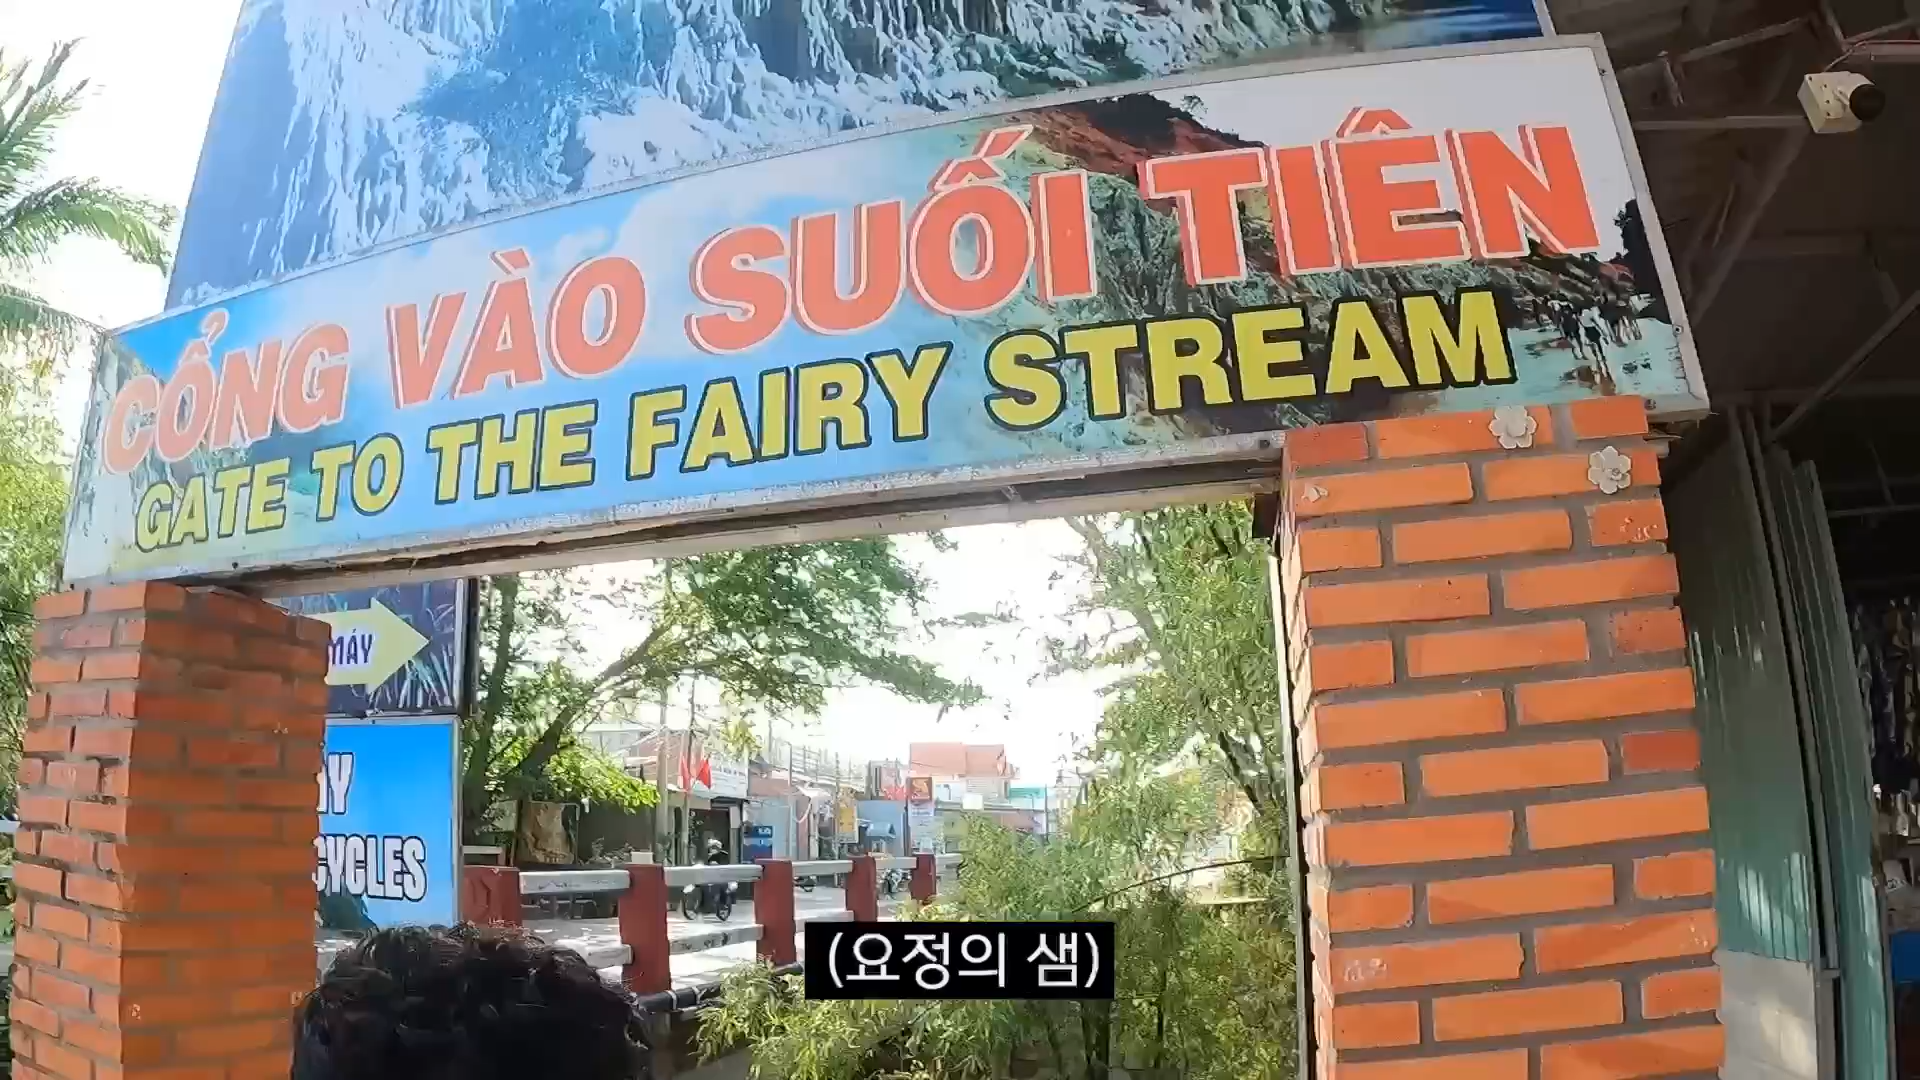 CỔNG VÀO SUỐI TIÊN
GATE TO THE FAIRY STREAM
MÁY
CYCLES
(요정의 샘)